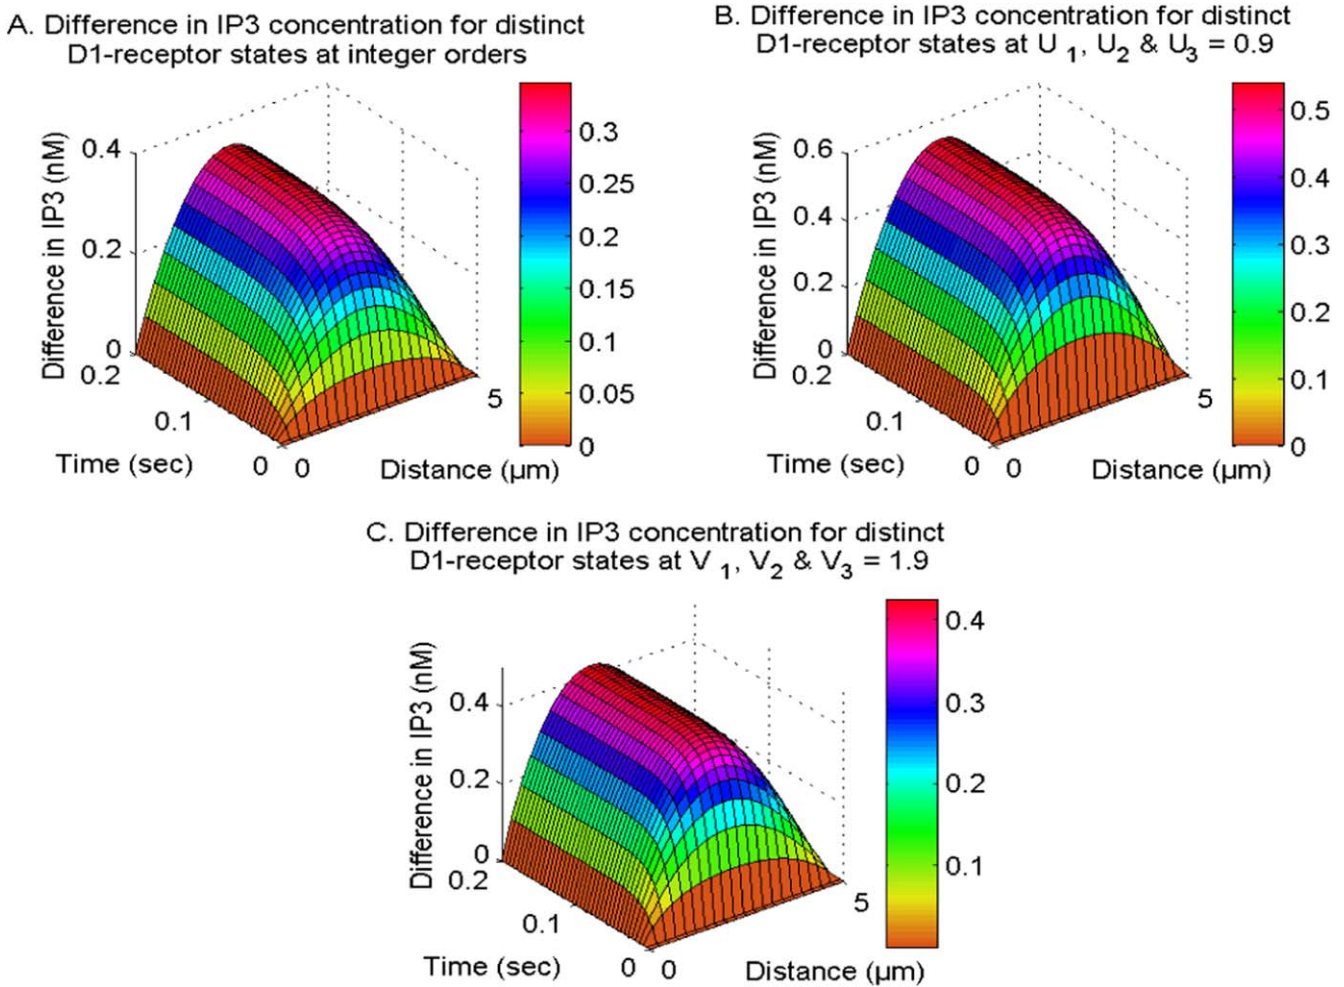 A. Difference in IP3 concentration for distinct
D1-receptor states at integer orders
Difference in IP3 (nM)
0.4
0.2
0
0.2
0.1
0
Time (sec)
0
5
Distance (µm)
0.3
0.25
0.2
0.15
0.1
0.05
0
B. Difference in IP3 concentration for distinct
D1-receptor states at U 1, U2 & U3 = 0.9
Difference in IP3 (nM)
0.6
0.4
0.2
0
0.2
0.1
0
Time (sec)
0
5
Distance (µm)
0.5
0.4
0.3
0.2
0.1
0
C. Difference in IP3 concentration for distinct
D1-receptor states at V 1, V2 & V3 = 1.9
Difference in IP3 (nM)
0.4
0.2
0
0.2
0.1
0
Time (sec)
0
5
Distance (µm)
0.4
0.3
0.2
0.1